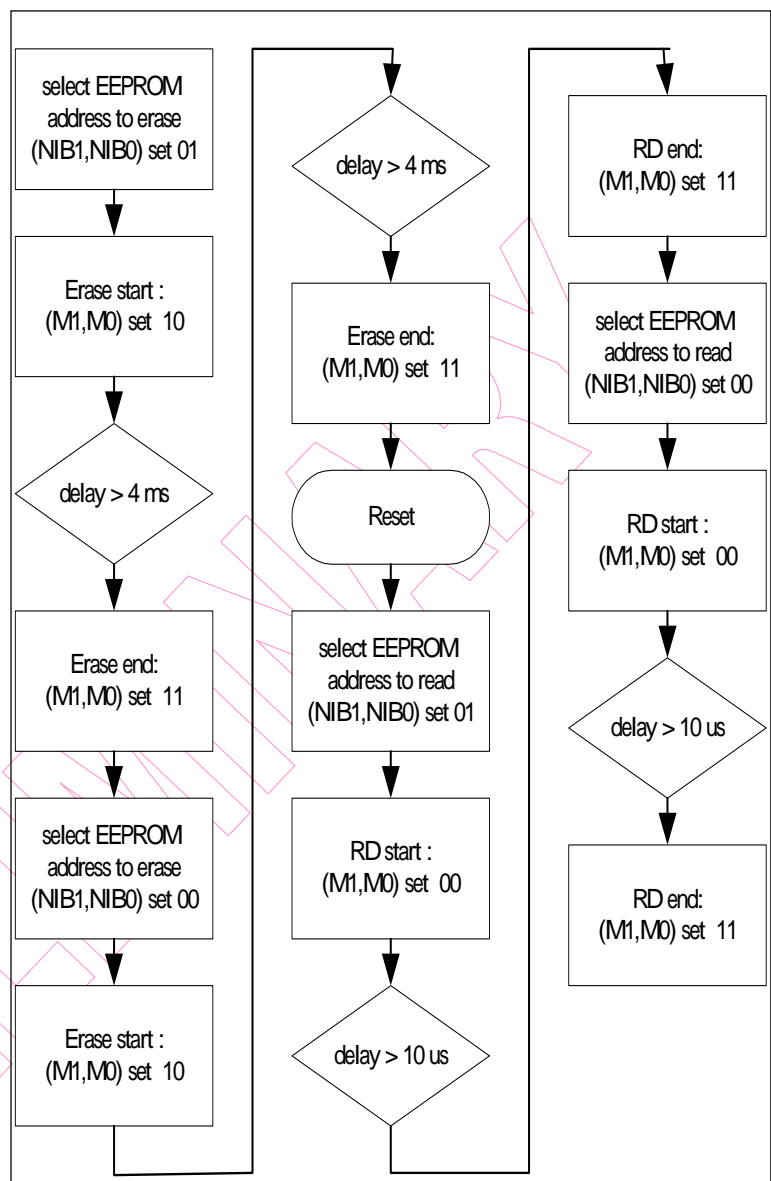 select EEPROM
address to erase
(NIB1,NIB0) set 01
Erase start :
(M1,M0) set 10
delay > 4 ms
Erase end:
(M1,M0) set 11
select EEPROM
address to erase
(NIB1,NIB0) set 00
Erase start :
(M1,M0) set 10
delay > 4 ms
Erase end:
(M1,M0) set 11
Reset
select EEPROM
address to read
(NIB1,NIB0) set 01
RD start :
(M1,M0) set 00
delay > 10 us
RD end:
(M1,M0) set 11
select EEPROM
address to read
(NIB1,NIB0) set 00
RD start :
(M1,M0) set 00
delay > 10 us
RD end:
(M1,M0) set 11